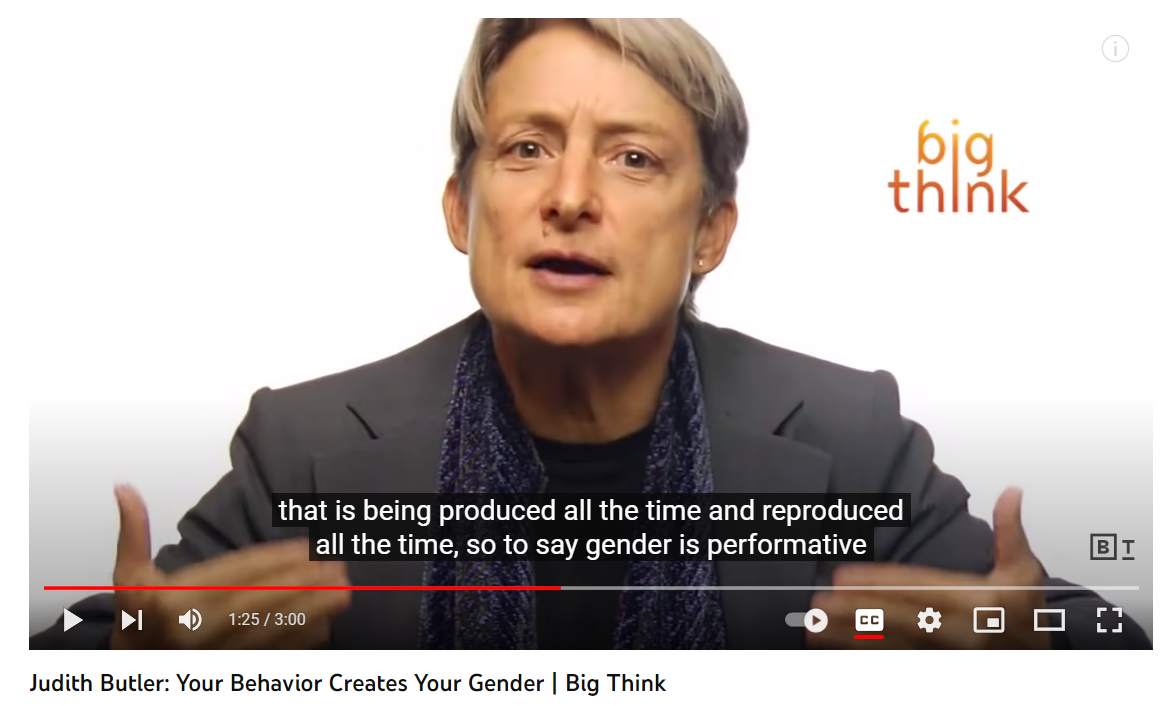 big
think
that is being produced all the time and reproduced
all the time, so to say gender is performative
B T
1:25 / 3:00
CC
Judith Butler: Your Behavior Creates Your Gender | Big Think